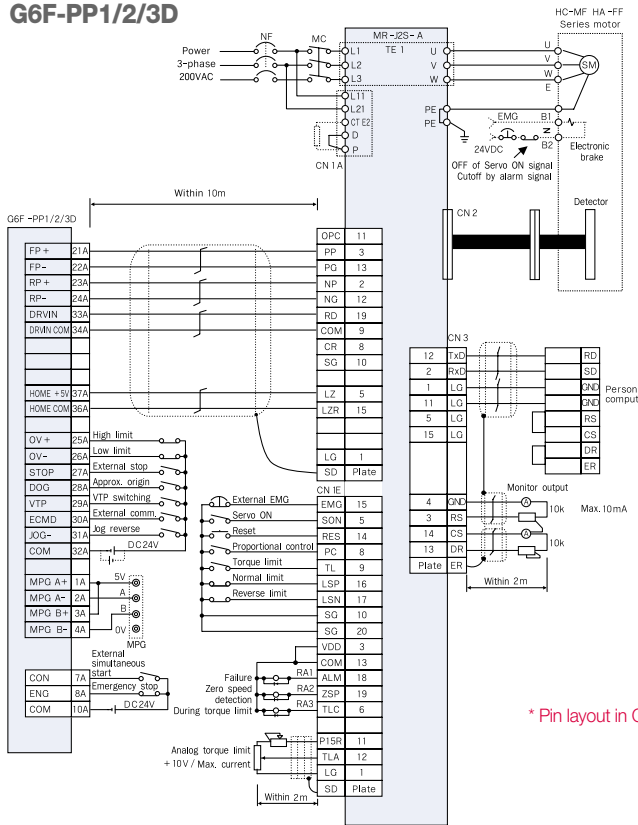 G6F-PP1/2/3D
HC-MF HA-FF
Series motor
NF
MC
MR-J2S-A
TE 1
Power
3-phase
200VAC
L1
L2
L3
U
V
W
U
V
W
E
SM
L11
L21
CT E2
D
P
CN 1A
PE
PE
EMG
B1
B2
24VDC
Electronic
brake
OFF of Servo ON signal
Cutoff by alarm signal
Detector
CN 2
Within 10m
G6F -PP1/2/3D
FP + 21A
FP- 22A
RP + 23A
RP- 24A
DRVIN 33A
DRVIN COM 34A
HOME +5V 37A
HOME COM 36A
OPC 11
PP 3
PG 13
NP 2
NG 12
RD 19
COM 9
CR 8
SG 10
LZ 5
LZR 15
LG 1
SD Plate
OV + 25A High limit
OV- 26A Low limit
STOP 27A External stop
DOG 28A Approx. origin
VTP 29A VTP switching
ECMD 30A External comm.
JOG- 31A Jog reverse
COM 32A DC24V
MPG A+ 1A 5V
MPG A- 2A A
MPG B+ 3A B
MPG B- 4A 0V
MPG
External
simultaneous
start
CON 7A
Emergency stop
ENG 8A
COM 10A DC24V
CN 1E
External EMG EMG 15
Servo ON SON 5
Reset RES 14
Proportional control PC 8
Torque limit TL 9
Normal limit LSP 16
Reverse limit LSN 17
SG 10
SG 20
VDD 3
COM 13
Failure RA1 ALM 18
Zero speed
detection RA2 ZSP 19
During torque limit RA3 TLC 6
P15R 11
Analog torque limit
+10V / Max. current
TLA 12
LG 1
SD Plate
Within 2m
CN 3
12 TxD RD
2 RxD SD
1 LG GND
11 LG GND
5 LG RS
15 LG CS
DR
ER
Person
comput
Monitor output
4 GND A 10k
3 RS
14 CS A 10k
13 DR
Plate ER
Max. 10mA
Within 2m
* Pin layout in